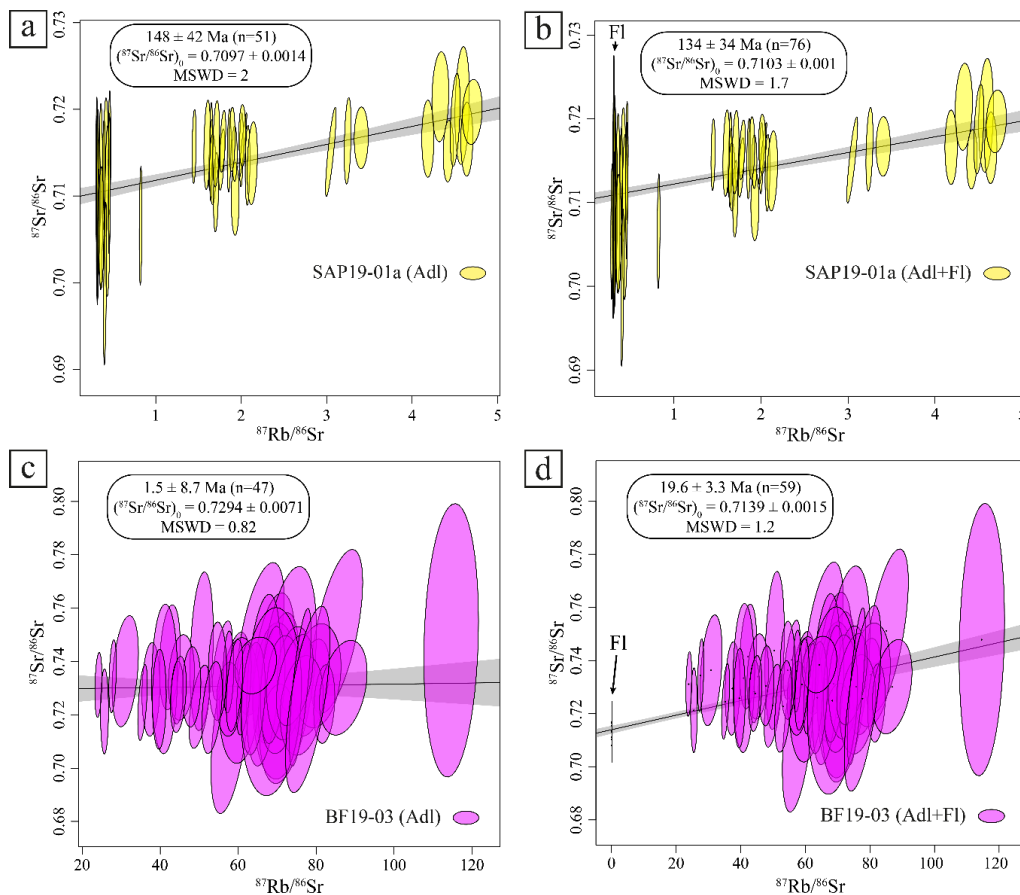 a
148 ± 42 Ma (n=51)
(⁸⁷Sr/⁸⁶Sr)₀ = 0.7097 + 0.0014
MSWD = 2
0.73
0.72
0.71
0.70
0.69
⁸⁷Sr/⁸⁶Sr
SAP19-01a (Adl)
1
2
3
4
5
⁸⁷Rb/⁸⁶Sr
b
Fl
134 ± 34 Ma (n=76)
(⁸⁷Sr/⁸⁶Sr)₀ = 0.7103 ± 0.001
MSWD = 1.7
0.73
0.72
0.71
0.70
0.69
⁸⁷Sr/⁸⁶Sr
SAP19-01a (Adl+Fl)
1
2
3
4
5
⁸⁷Rb/⁸⁶Sr
c
1.5 ± 8.7 Ma (n=47)
(⁸⁷Sr/⁸⁶Sr)₀ = 0.7294 ± 0.0071
MSWD = 0.82
0.80
0.78
0.76
0.74
0.72
0.70
0.68
⁸⁷Sr/⁸⁶Sr
BF19-03 (Adl)
20
40
60
80
100
120
⁸⁷Rb/⁸⁶Sr
d
19.6 + 3.3 Ma (n=59)
(⁸⁷Sr/⁸⁶Sr)₀ = 0.7139 ± 0.0015
MSWD = 1.2
0.80
0.78
0.76
0.74
0.72
0.70
0.68
⁸⁷Sr/⁸⁶Sr
Fl
BF19-03 (Adl+Fl)
0
20
40
60
80
100
120
⁸⁷Rb/⁸⁶Sr